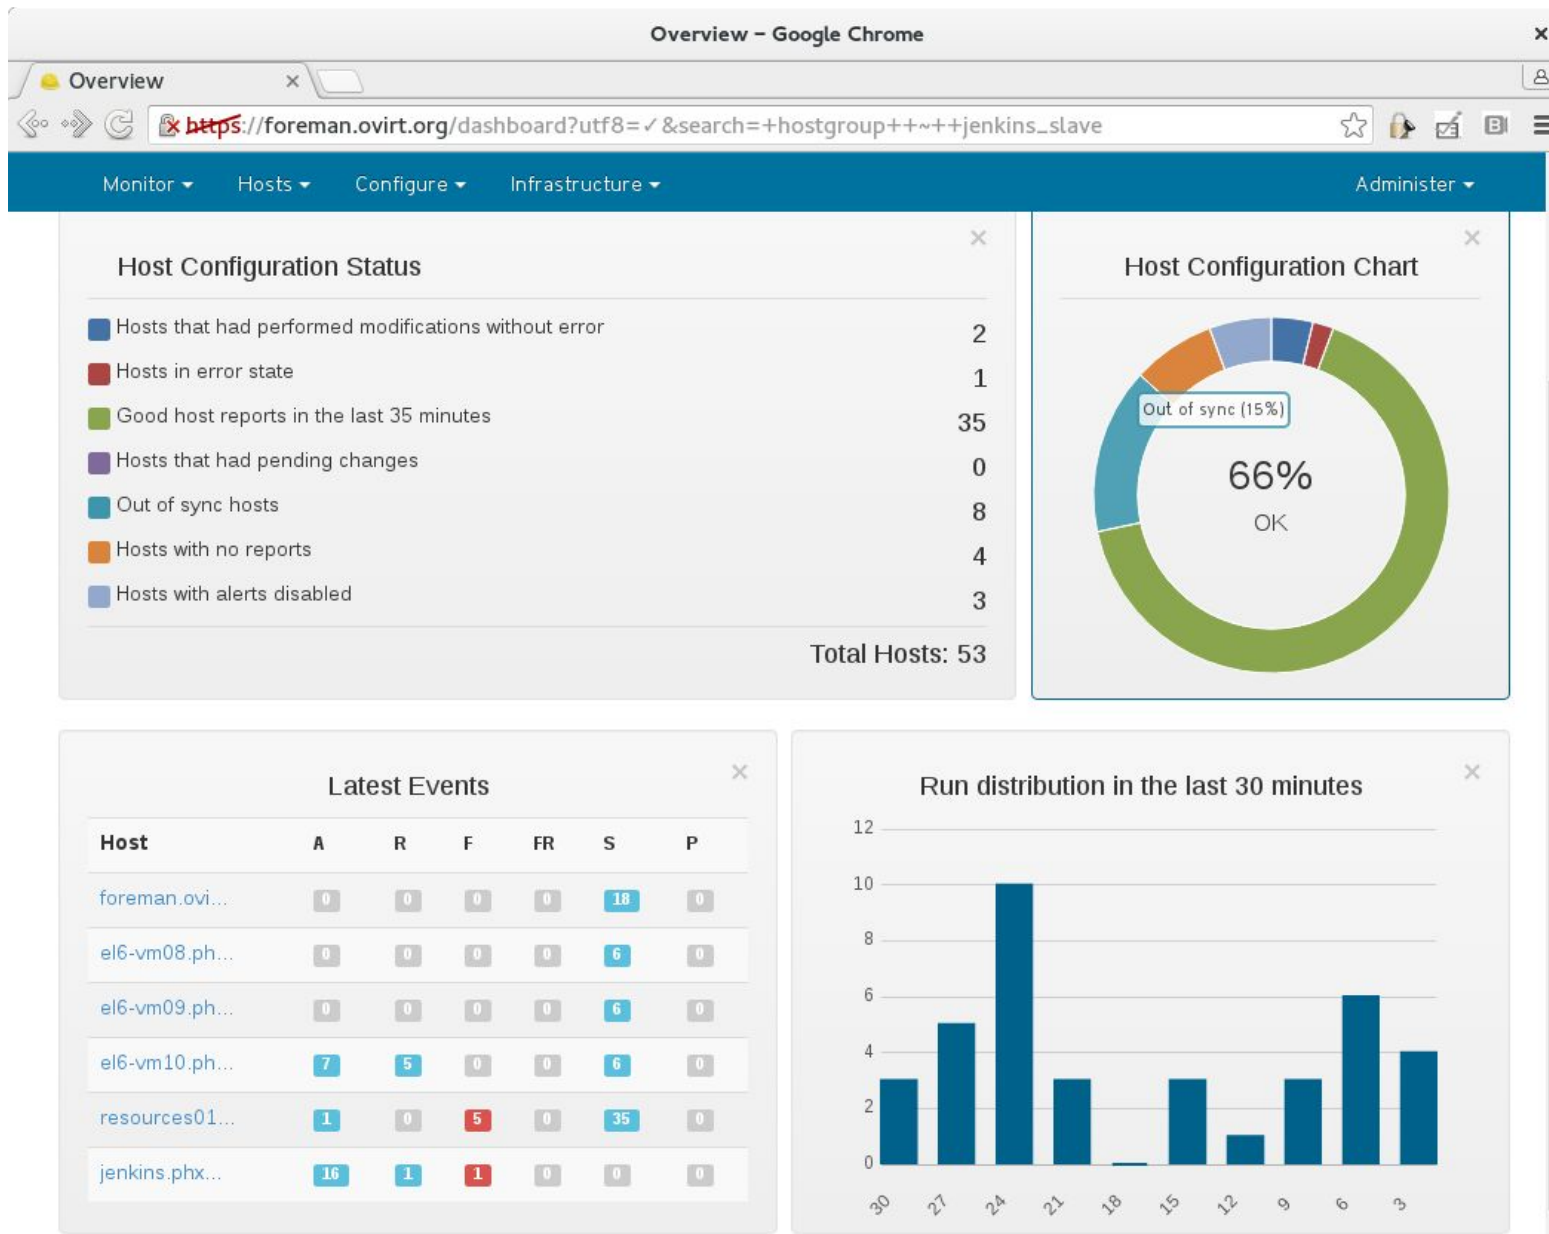 Overview – Google Chrome
Overview
https://foreman.ovirt.org/dashboard?utf8=✓&search=+hostgroup++~++jenkins_slave
Monitor Hosts Configure Infrastructure Administer
Host Configuration Status
Hosts that had performed modifications without error 2
Hosts in error state 1
Good host reports in the last 35 minutes 35
Hosts that had pending changes 0
Out of sync hosts 8
Hosts with no reports 4
Hosts with alerts disabled 3
Total Hosts: 53
Host Configuration Chart
Out of sync (15%)
66%
OK
Latest Events
Host A R F FR S P
foreman.ovi... 0 0 0 0 18 0
el6-vm08.ph... 0 0 0 0 6 0
el6-vm09.ph... 0 0 0 0 6 0
el6-vm10.ph... 7 5 0 0 6 0
resources01... 1 0 5 0 35 0
jenkins.phx... 16 1 1 0 0 0
Run distribution in the last 30 minutes
12
10
8
6
4
2
0
30 27 24 21 18 15 12 9 6 3